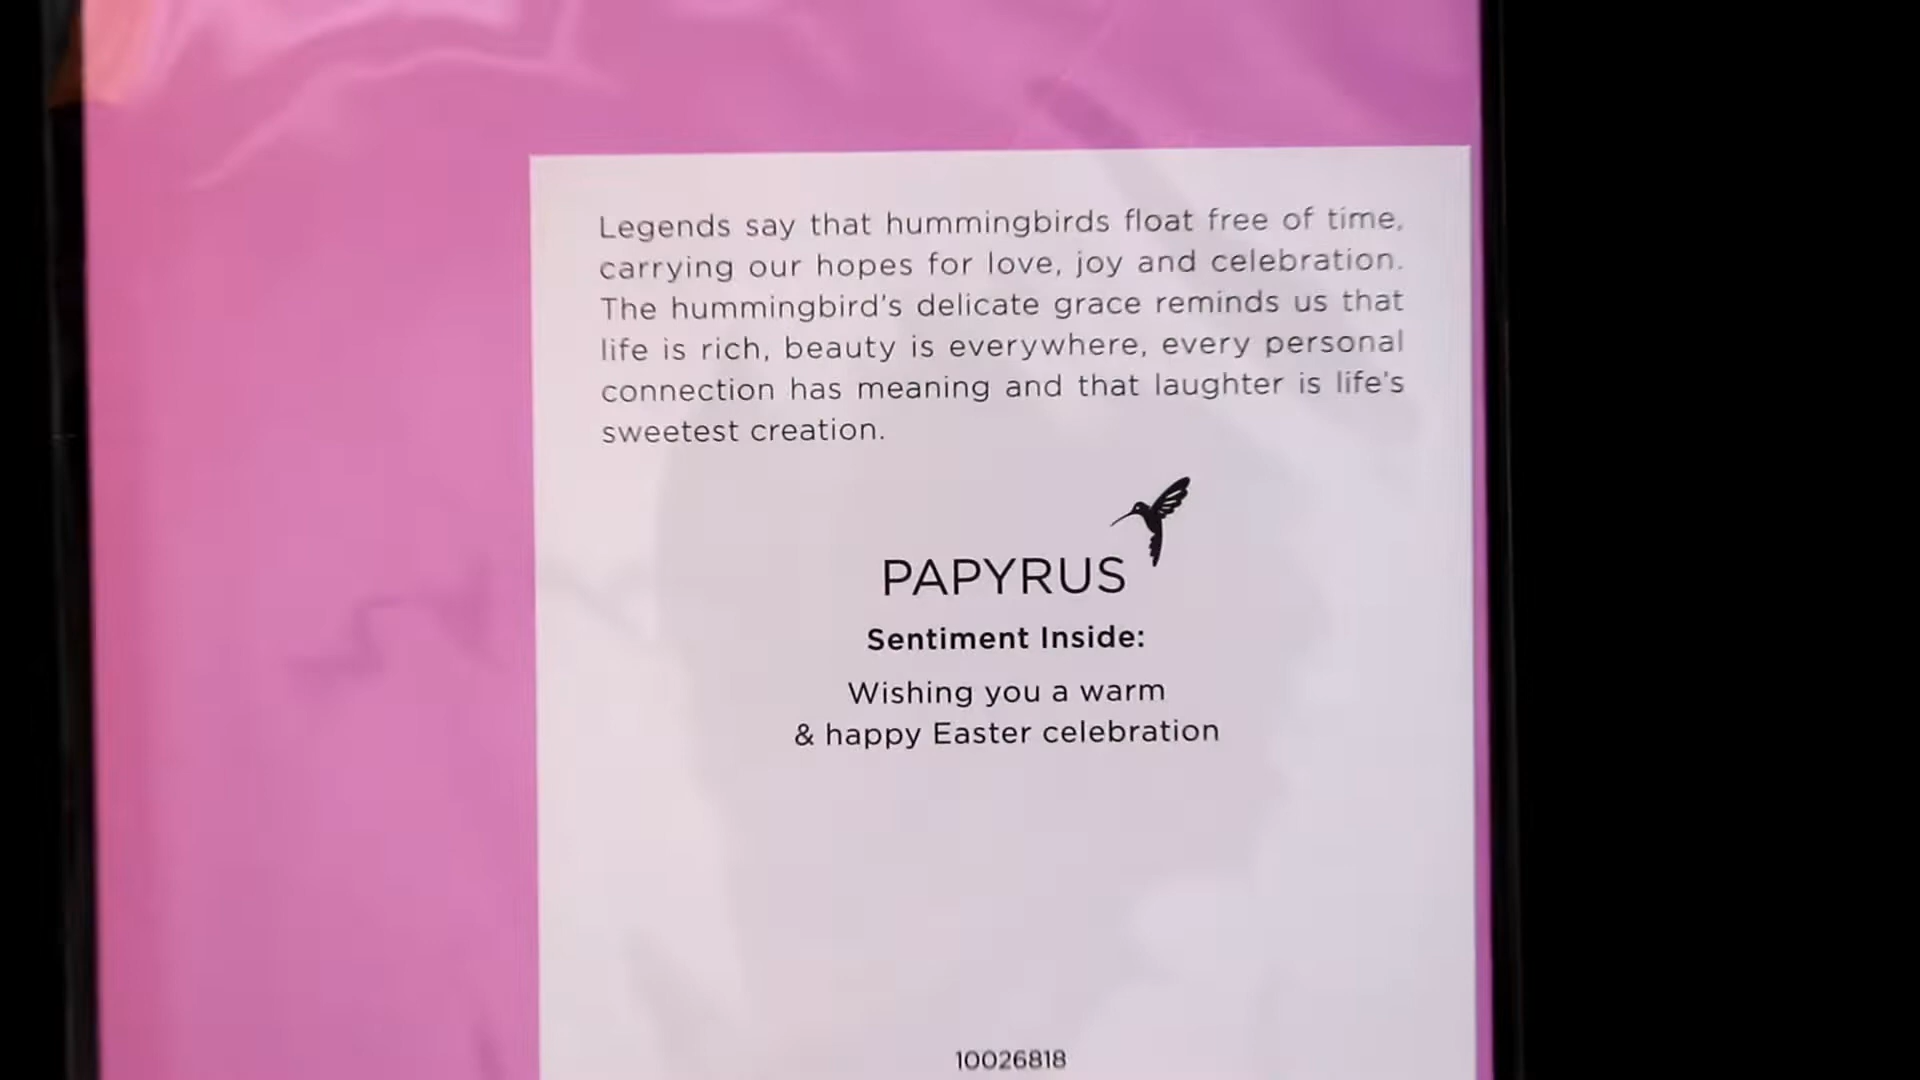 Legends say that hummingbirds float free of time,
carrying our hopes for love, joy and celebration.
The hummingbird's delicate grace reminds us that
life is rich, beauty is everywhere, every personal
connection has meaning and that laughter is life's
sweetest creation.
PAPYRUS
Sentiment Inside:
Wishing you a warm
& happy Easter celebration
10026818